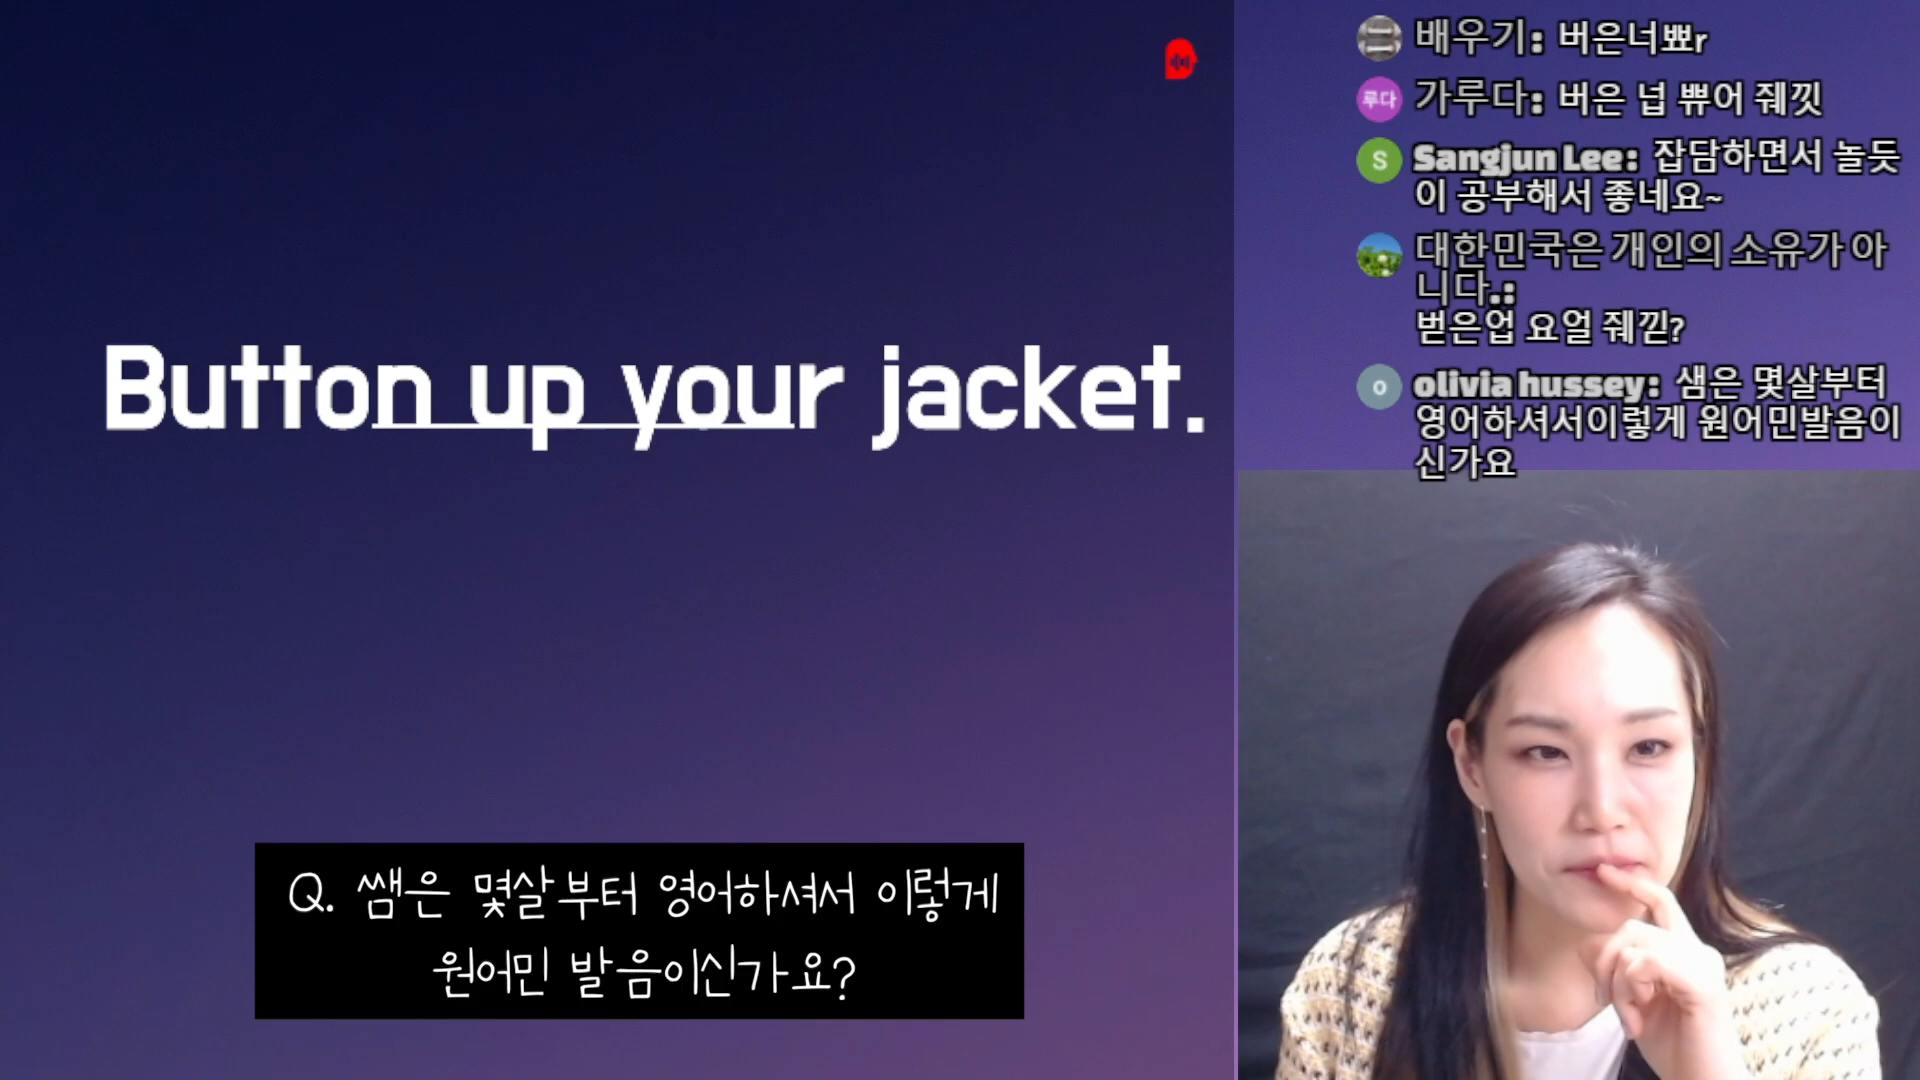 Button up your jacket.
Q. 쌤은 몇살부터 영어하셔서 이렇게
원어민 발음이신가요?
배우기: 버은너뾰r
루다
가루다: 버은 넙 쀼어 줴낏
S
Sangjun Lee: 잡담하면서 놀듯
이 공부해서 좋네요~
대한민국은 개인의 소유가 아
니다.:
벋은업 요얼 줴낀?
o
olivia hussey: 샘은 몇살부터
영어하셔서이렇게 원어민발음이
신가요